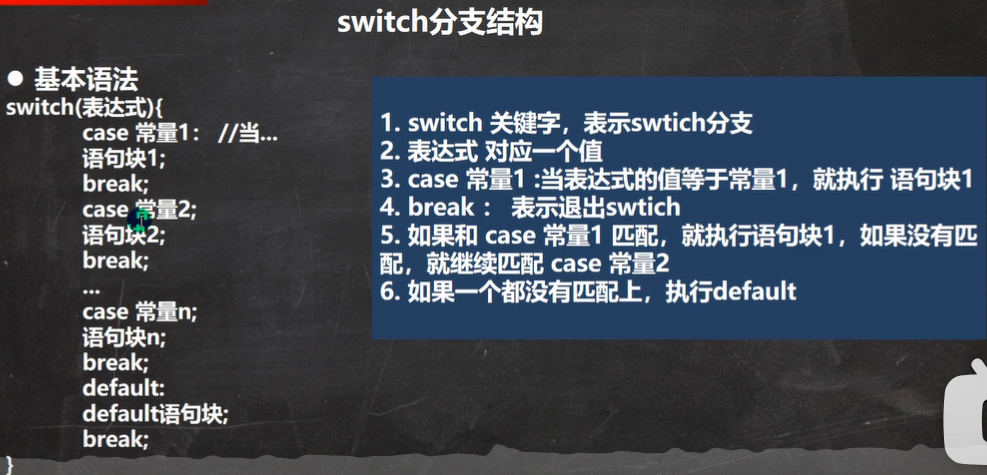 switch分支结构
● 基本语法
switch(表达式){
case 常量1： //当...
语句块1;
break;
case 常量2;
语句块2;
break;
...
case 常量n;
语句块n;
break;
default:
default语句块;
break;
}
1. switch 关键字，表示swtich分支
2. 表达式 对应一个值
3. case 常量1 :当表达式的值等于常量1，就执行 语句块1
4. break： 表示退出swtich
5. 如果和 case 常量1 匹配，就执行语句块1，如果没有匹
配，就继续匹配 case 常量2
6. 如果一个都没有匹配上，执行default